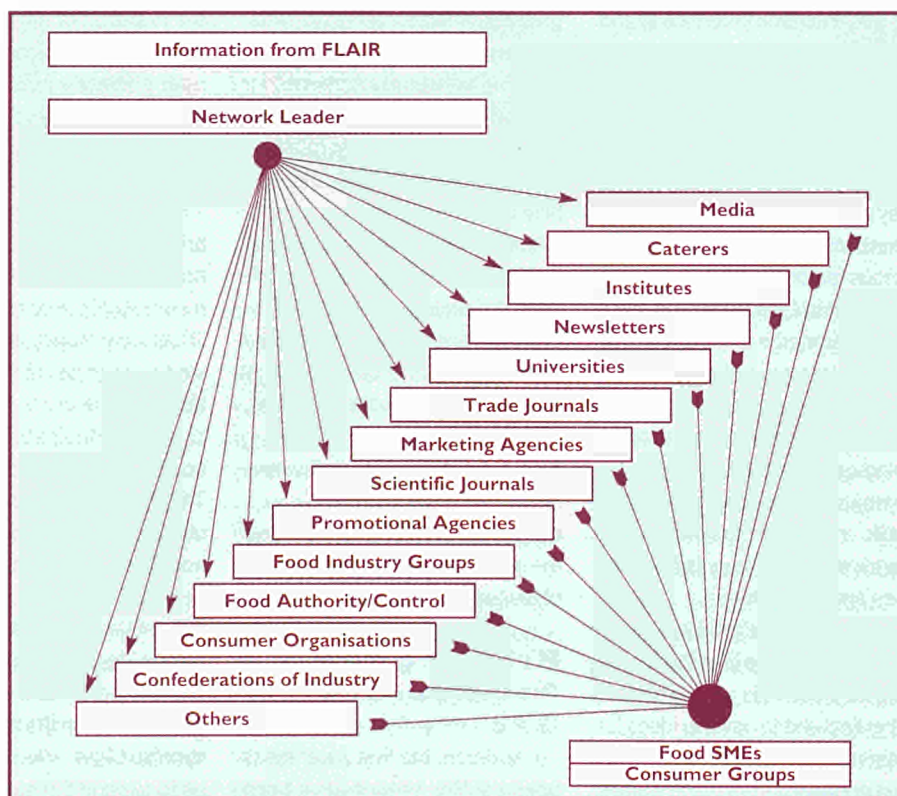 Information from FLAIR
Network Leader
Media
Caterers
Institutes
Newsletters
Universities
Trade Journals
Marketing Agencies
Scientific Journals
Promotional Agencies
Food Industry Groups
Food Authority/Control
Consumer Organisations
Confederations of Industry
Others
Food SMEs
Consumer Groups